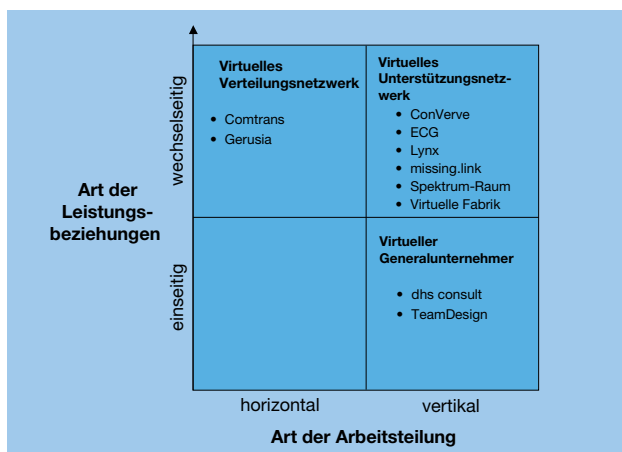 Virtuelles
Verteilungsnetzwerk
• Comtrans
• Gerusia
Virtuelles
Unterstützungsnetz-
werk
• ConVerve
• ECG
• Lynx
• missing.link
• Spektrum-Raum
• Virtuelle Fabrik
wechselseitig
Art der
Leistungs-
beziehungen
Virtueller
Generalunternehmer
• dhs consult
• TeamDesign
einseitig
horizontal
vertikal
Art der Arbeitsteilung